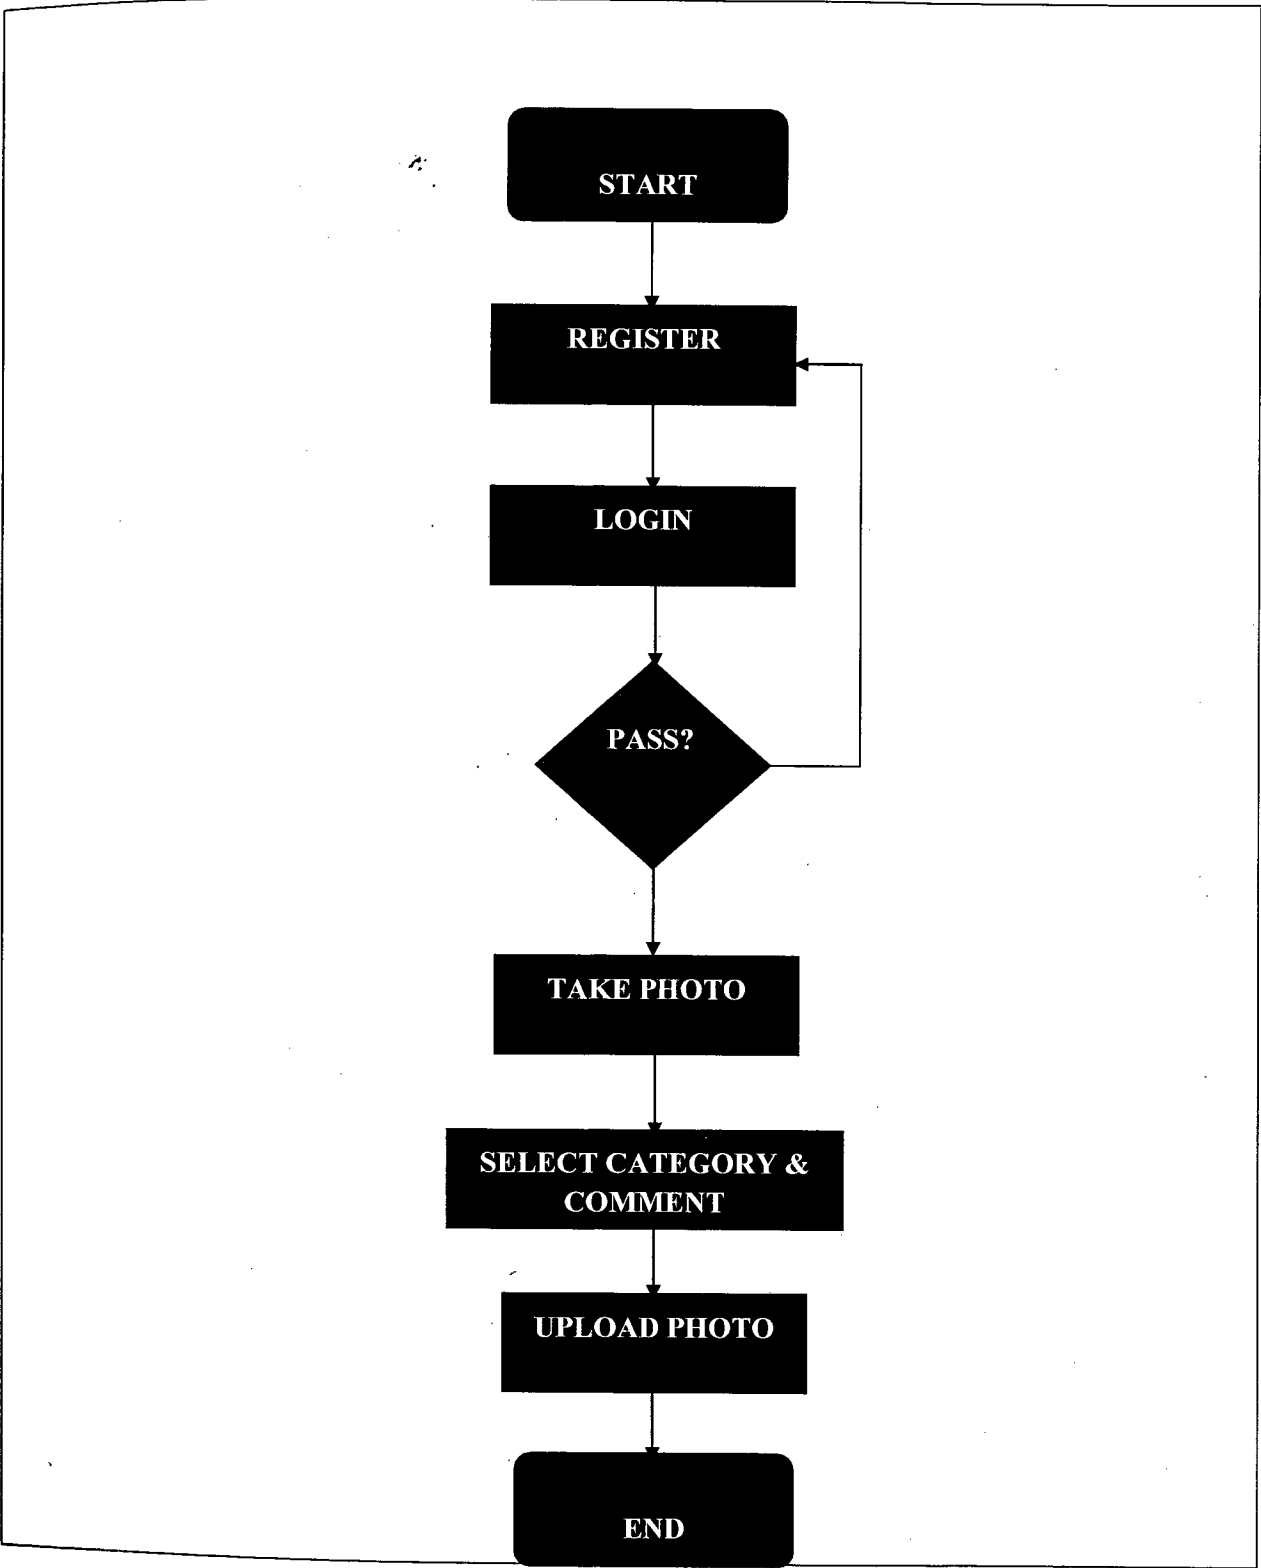 START
REGISTER
LOGIN
PASS?
TAKE PHOTO
SELECT CATEGORY &
COMMENT
UPLOAD PHOTO
END